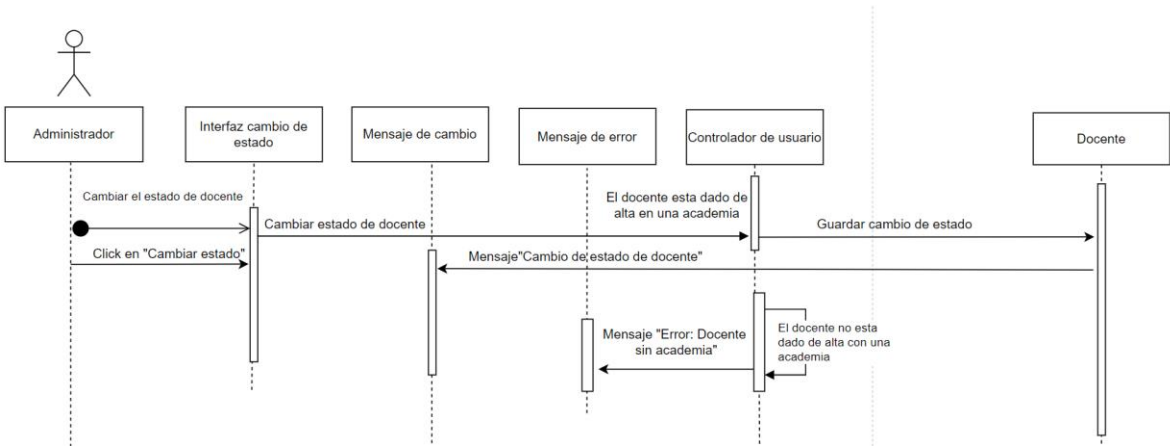 Administrador
Interfaz cambio de
estado
Mensaje de cambio
Mensaje de error
Controlador de usuario
Docente
Cambiar el estado de docente
El docente esta dado de
alta en una academia
Cambiar estado de docente
Guardar cambio de estado
Click en "Cambiar estado"
Mensaje"Cambio de estado de docente"
Mensaje "Error: Docente
sin academia"
El docente no esta
dado de alta con una
academia